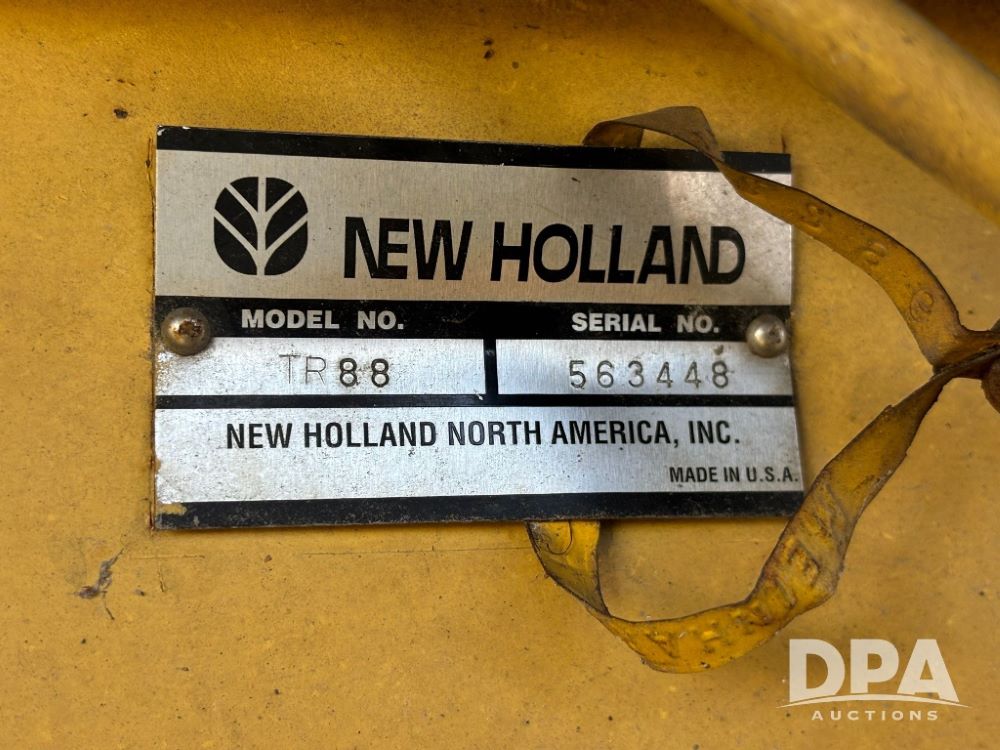 NEW HOLLAND
MODEL NO. SERIAL NO.
TR88 563448
NEW HOLLAND NORTH AMERICA, INC.
MADE IN U.S.A.
DPA
AUCTIONS